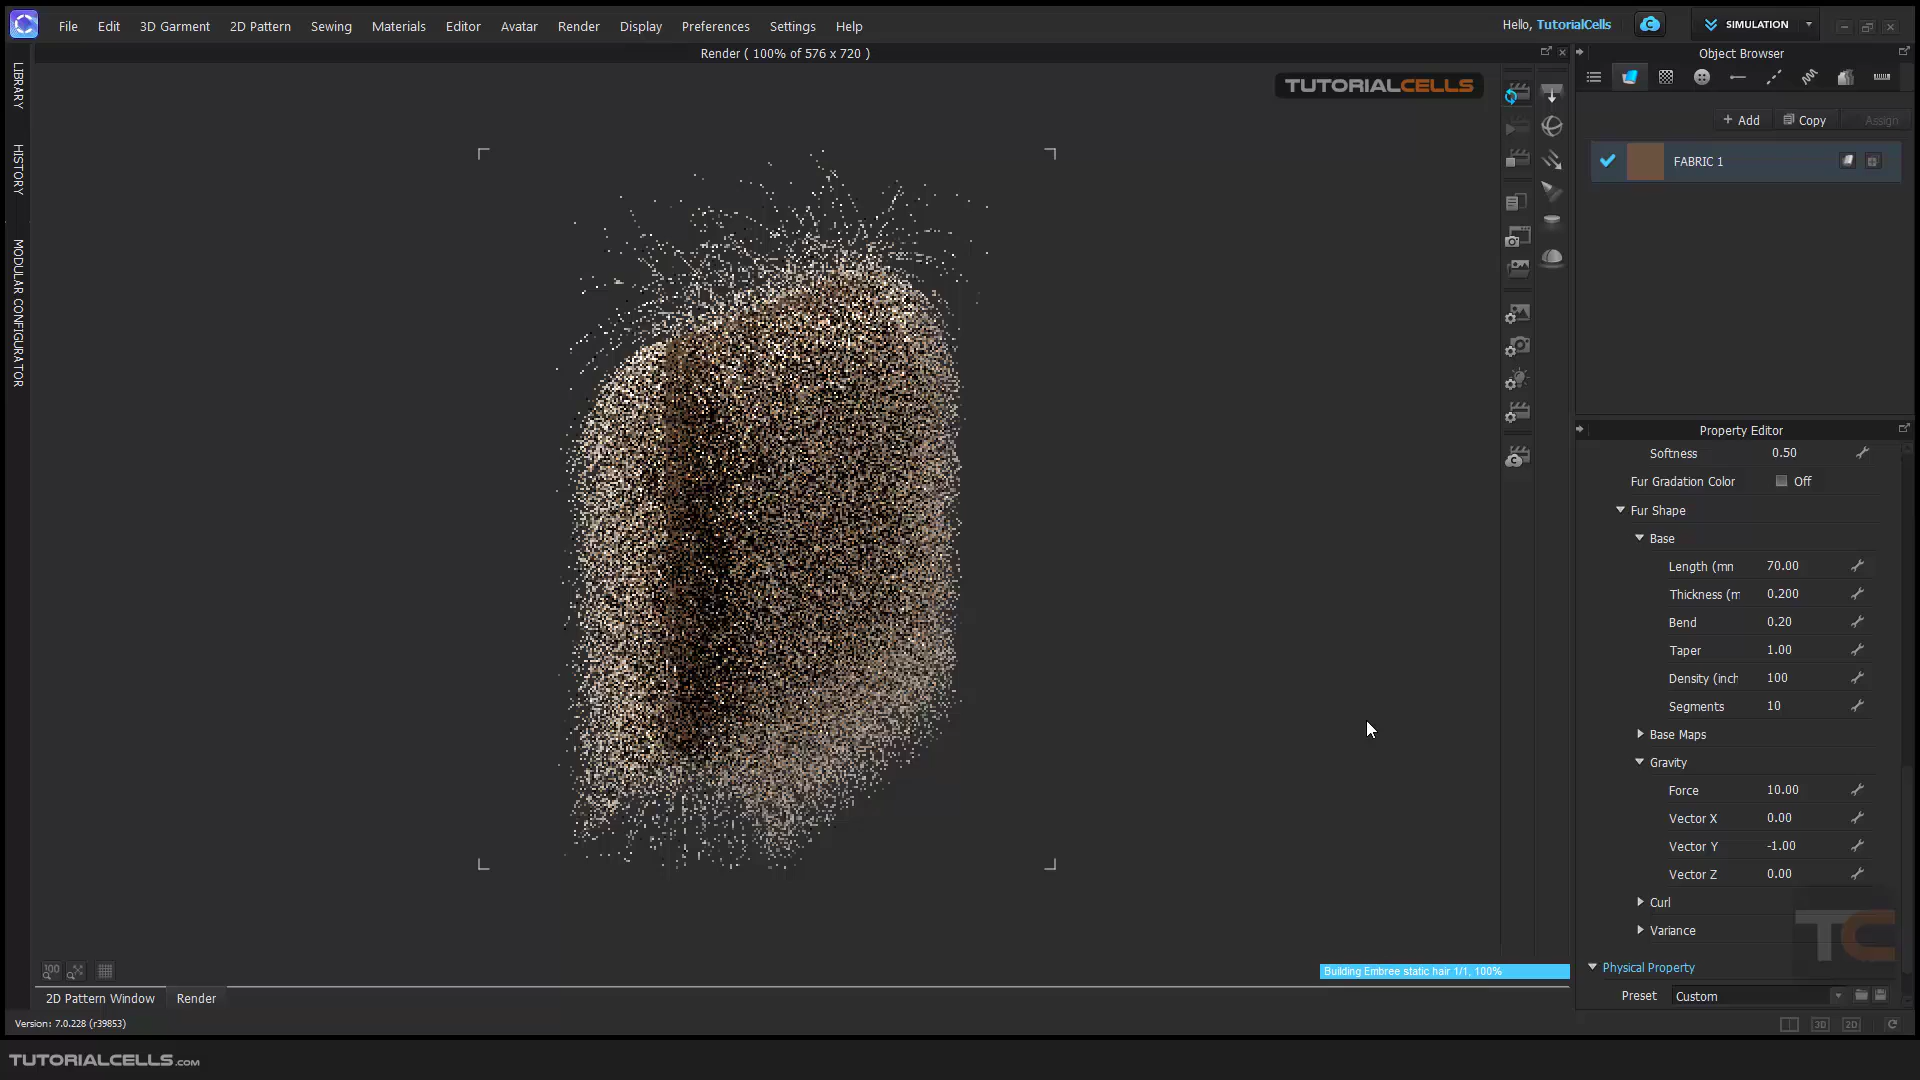 File Edit 3D Garment 2D Pattern Sewing Materials Editor Avatar Render Display Preferences Settings Help
Hello, TutorialCells
SIMULATION
Render ( 100% of 576 x 720 )
Object Browser
TUTORIALCELLS
LIBRARY
HISTORY
MODULAR CONFIGURATOR
+ Add
Copy
Assign
FABRIC 1
Property Editor
Softness 0.50
Fur Gradation Color Off
Fur Shape
Base
Length (mn 70.00
Thickness (m 0.200
Bend 0.20
Taper 1.00
Density (inch 100
Segments 10
Base Maps
Gravity
Force 10.00
Vector X 0.00
Vector Y -1.00
Vector Z 0.00
Curl
Variance
TC
Physical Property
Preset Custom
Building Embree static hair 1/1, 100%
100
2D Pattern Window Render
Version: 7.0.228 (r39853)
3D 2D
TUTORIALCELLS.com